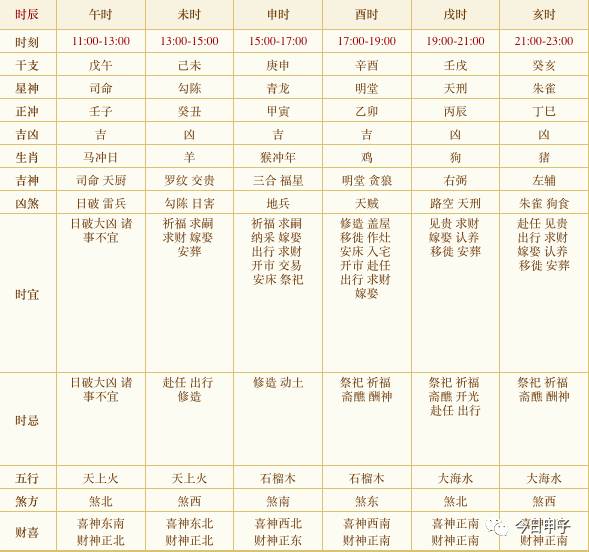 时辰 午时 未时 申时 酉时 戌时 亥时
时刻 11:00-13:00 13:00-15:00 15:00-17:00 17:00-19:00 19:00-21:00 21:00-23:00
干支 戊午 己未 庚申 辛酉 壬戌 癸亥
星神 司命 勾陈 青龙 明堂 天刑 朱雀
正冲 壬子 癸丑 甲寅 乙卯 丙辰 丁巳
吉凶 吉 凶 吉 吉 凶 凶
生肖 马冲日 羊 猴冲年 鸡 狗 猪
吉神 司命 天厨 罗纹 交贵 三合 福星 明堂 贪狼 右弼 左辅
凶煞 日破 雷兵 勾陈 日害 地兵 天贼 路空 天刑 朱雀 狗食
时宜
日破大凶 诸
事不宜
祈福 求嗣
求财 嫁娶
安葬
祈福 求嗣
纳采 嫁娶
出行 求财
开市 交易
安床 祭祀
修造 盖屋
移徙 作灶
安床 入宅
开市 赴任
出行 求财
嫁娶
见贵 求财
嫁娶 认养
移徙 安葬
赴任 见贵
出行 求财
嫁娶 认养
移徙 安葬
时忌
日破大凶 诸
事不宜
赴任 出行
修造
修造 动土
祭祀 祈福
斋醮 酬神
祭祀 祈福
斋醮 开光
赴任 出行
祭祀 祈福
斋醮 酬神
五行 天上火 天上火 石榴木 石榴木 大海水 大海水
煞方 煞北 煞西 煞南 煞东 煞北 煞西
财喜
喜神东南 喜神东北 喜神西北 喜神西南 喜神正南 喜神
财神正北 财神正北 财神正东 财神正南 财神正南 财神正南
今日甲子